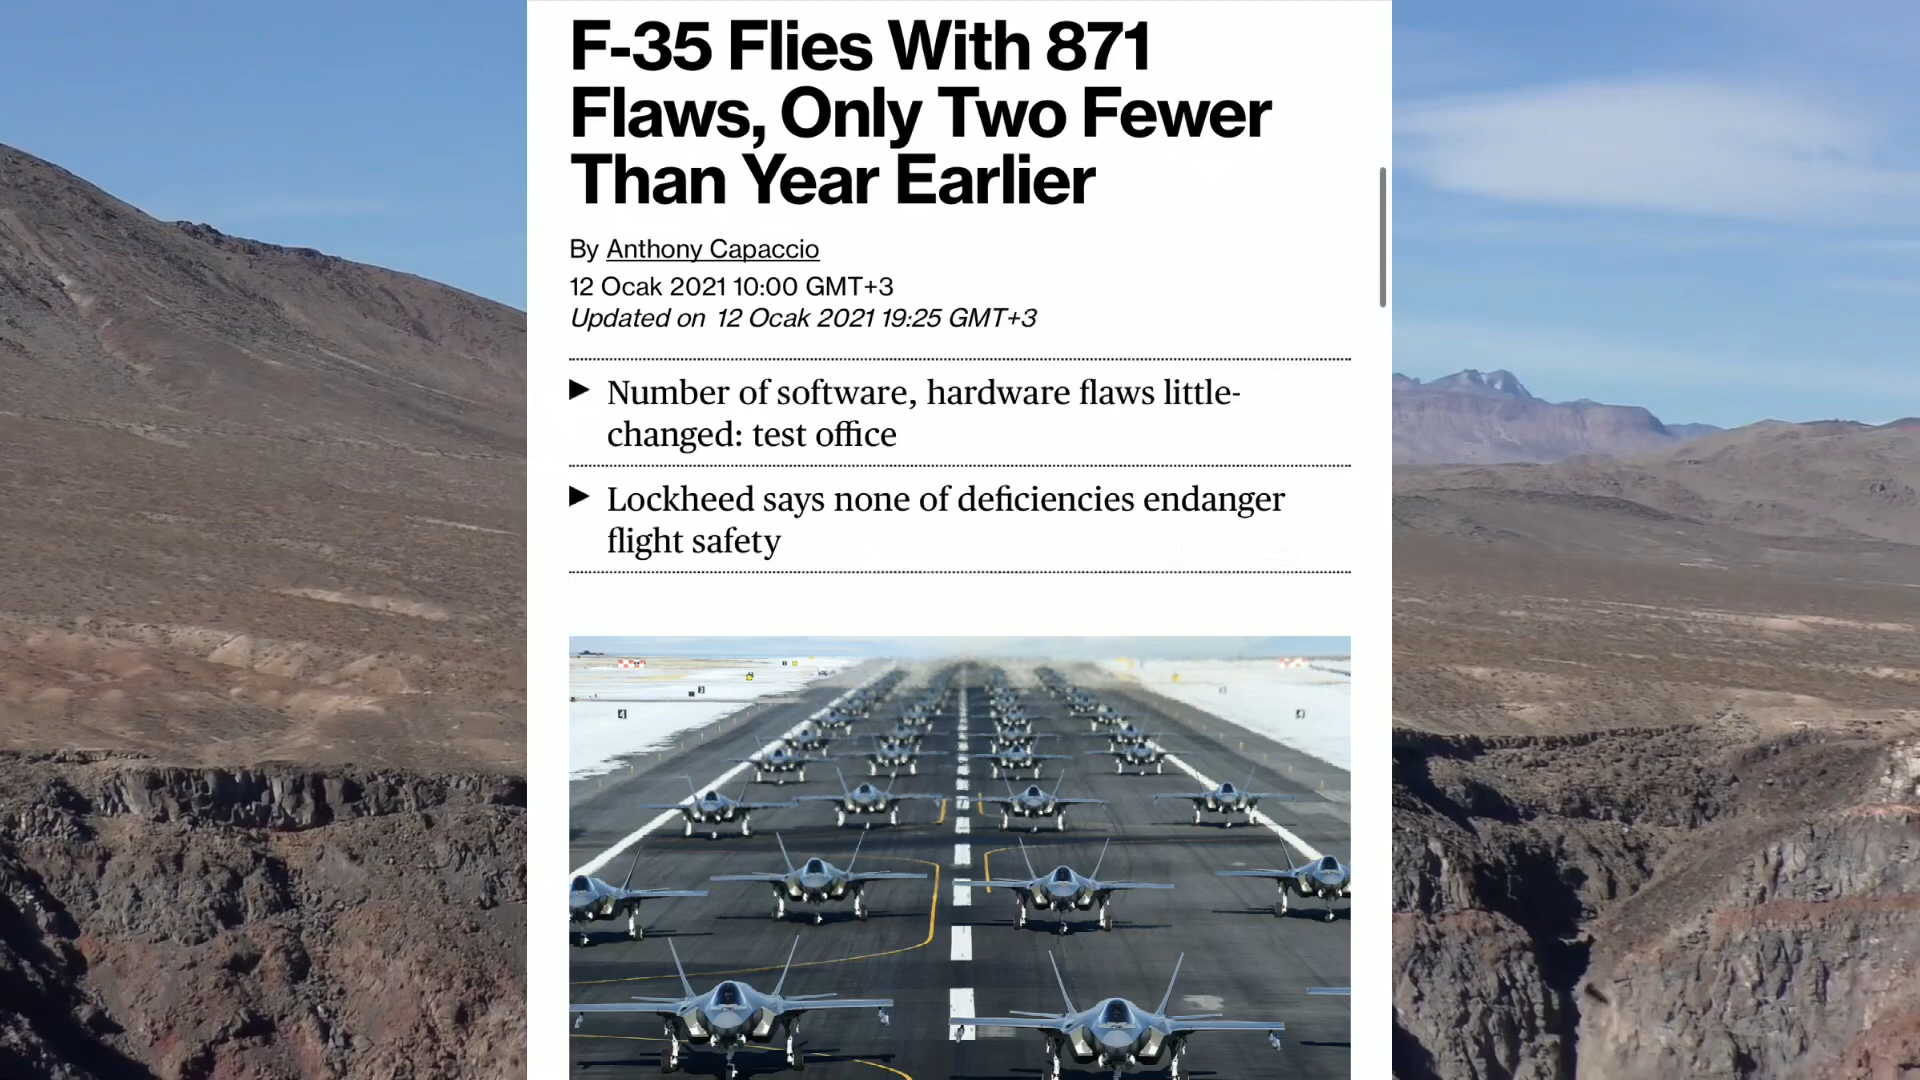 F-35 Flies With 871
Flaws, Only Two Fewer
Than Year Earlier
By Anthony Capaccio
12 Ocak 2021 10:00 GMT+3
Updated on 12 Ocak 2021 19:25 GMT+3
Number of software, hardware flaws little-
changed: test office
Lockheed says none of deficiencies endanger
flight safety
4